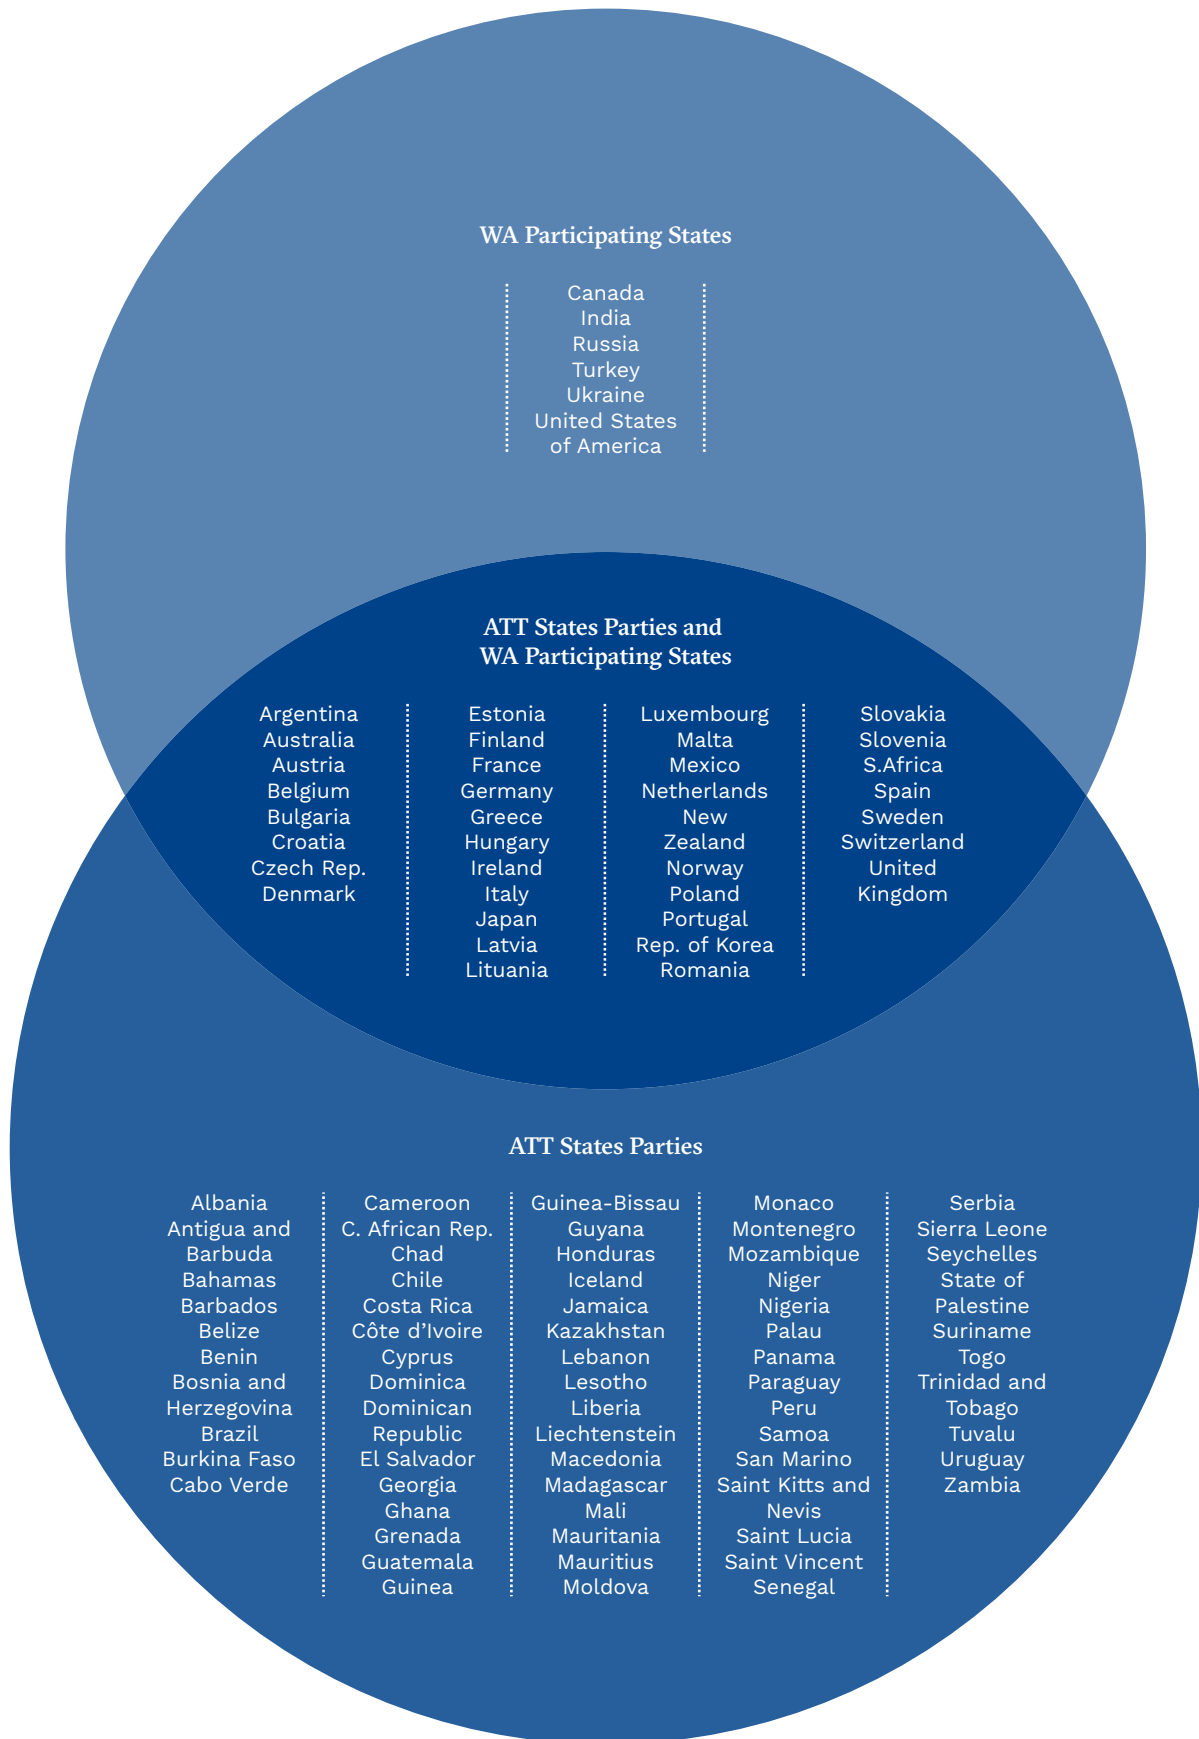 WA Participating States
Canada
India
Russia
Turkey
Ukraine
United States
of America
ATT States Parties and
WA Participating States
Argentina
Australia
Austria
Belgium
Bulgaria
Croatia
Czech Rep.
Denmark
Estonia
Finland
France
Germany
Greece
Hungary
Ireland
Italy
Japan
Latvia
Lituania
Luxembourg
Malta
Mexico
Netherlands
New
Zealand
Norway
Poland
Portugal
Rep. of Korea
Romania
Slovakia
Slovenia
S.Africa
Spain
Sweden
Switzerland
United
Kingdom
ATT States Parties
Albania
Antigua and
Barbuda
Bahamas
Barbados
Belize
Benin
Bosnia and
Herzegovina
Brazil
Burkina Faso
Cabo Verde
Cameroon
C. African Rep.
Chad
Chile
Costa Rica
Côte d’Ivoire
Cyprus
Dominica
Dominican
Republic
El Salvador
Georgia
Ghana
Grenada
Guatemala
Guinea
Guinea-Bissau
Guyana
Honduras
Iceland
Jamaica
Kazakhstan
Lebanon
Lesotho
Liberia
Liechtenstein
Macedonia
Madagascar
Mali
Mauritania
Mauritius
Moldova
Monaco
Montenegro
Mozambique
Niger
Nigeria
Palau
Panama
Paraguay
Peru
Samoa
San Marino
Saint Kitts and
Nevis
Saint Lucia
Saint Vincent
Senegal
Serbia
Sierra Leone
Seychelles
State of
Palestine
Suriname
Togo
Trinidad and
Tobago
Tuvalu
Uruguay
Zambia